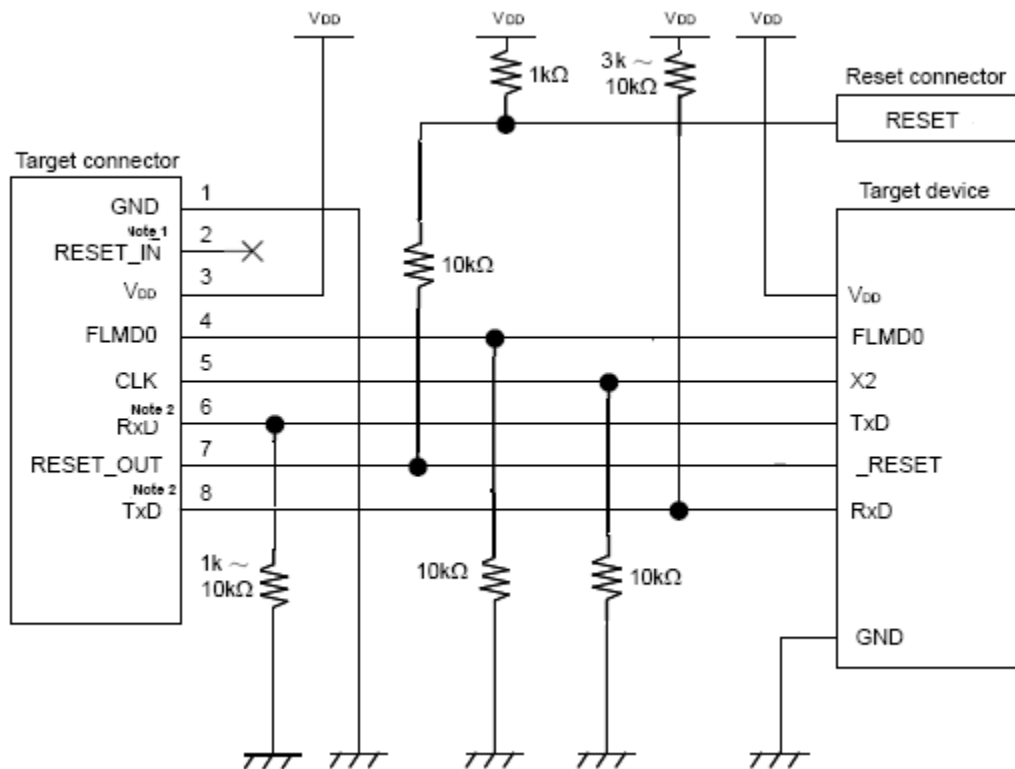 VDD VDD VDD VDD
1kΩ
3k ~
10kΩ
Reset connector
RESET
Target connector
Target device
GND 1
Note_1
RESET_IN 2
VDD 3
FLMD0 4
CLK 5
Note 2
RxD 6
RESET_OUT 7
Note 2
TxD 8
10kΩ
VDD
FLMD0
X2
TxD
_RESET
RxD
GND
1k ~
10kΩ
10kΩ
10kΩ